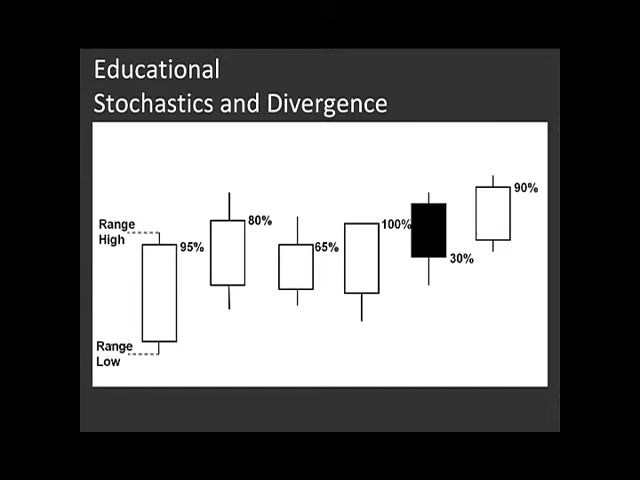 Educational
Stochastics and Divergence
Range
High
95%
80%
65%
100%
30%
90%
Range
Low